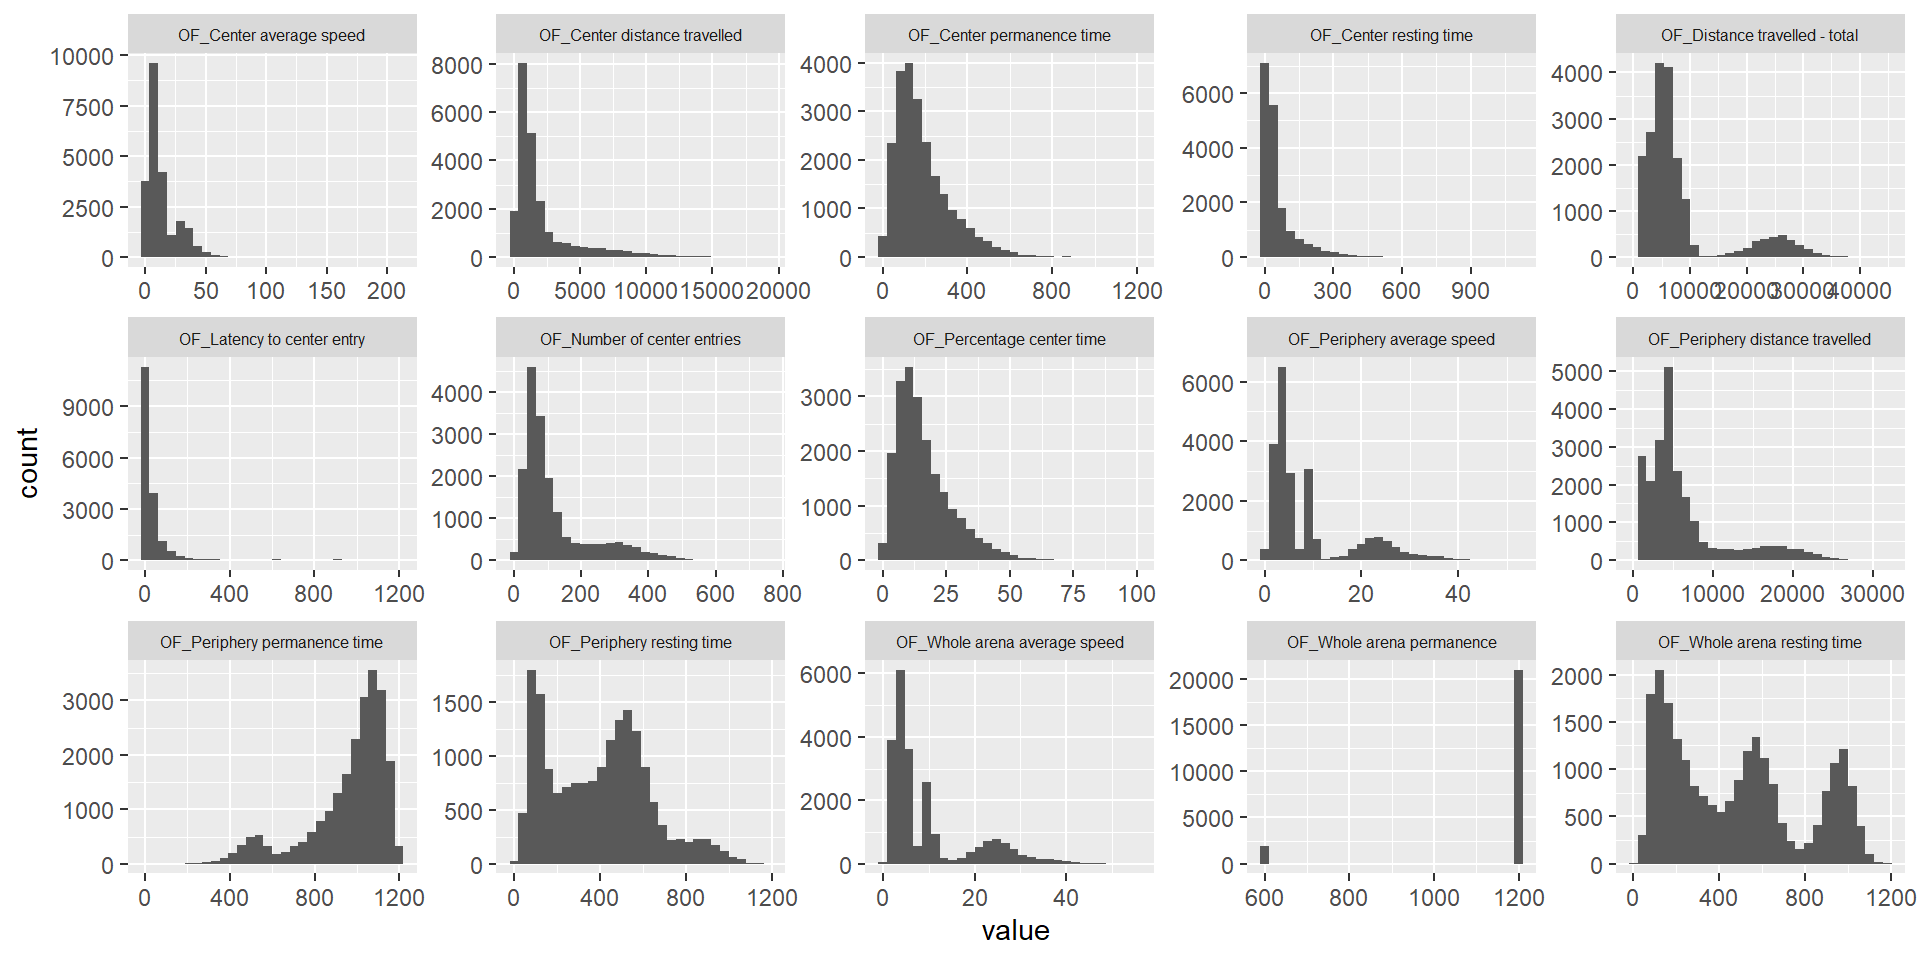 OF_Center average speed
OF_Center distance travelled
OF_Center permanence time
OF_Center resting time
OF_Distance travelled - total
10000
7500
5000
2500
0
0 50 100 150 200
8000
6000
4000
2000
0
0 5000 10000 15000 20000
4000
3000
2000
1000
0
0 400 800 1200
6000
4000
2000
0
0 300 600 900
4000
3000
2000
1000
0
0 10000 20000 30000 40000
OF_Latency to center entry
OF_Number of center entries
OF_Percentage center time
OF_Periphery average speed
OF_Periphery distance travelled
count
9000
6000
3000
0
0 400 800 1200
4000
3000
2000
1000
0
0 200 400 600 800
3000
2000
1000
0
0 25 50 75 100
6000
4000
2000
0
0 20 40
5000
4000
3000
2000
1000
0
0 10000 20000 30000
OF_Periphery permanence time
OF_Periphery resting time
OF_Whole arena average speed
OF_Whole arena permanence
OF_Whole arena resting time
3000
2000
1000
0
0 400 800 1200
1500
1000
500
0
0 400 800 1200
6000
4000
2000
0
0 20 40
20000
15000
10000
5000
0
600 800 1000 1200
2000
1500
1000
500
0
0 400 800 1200
value